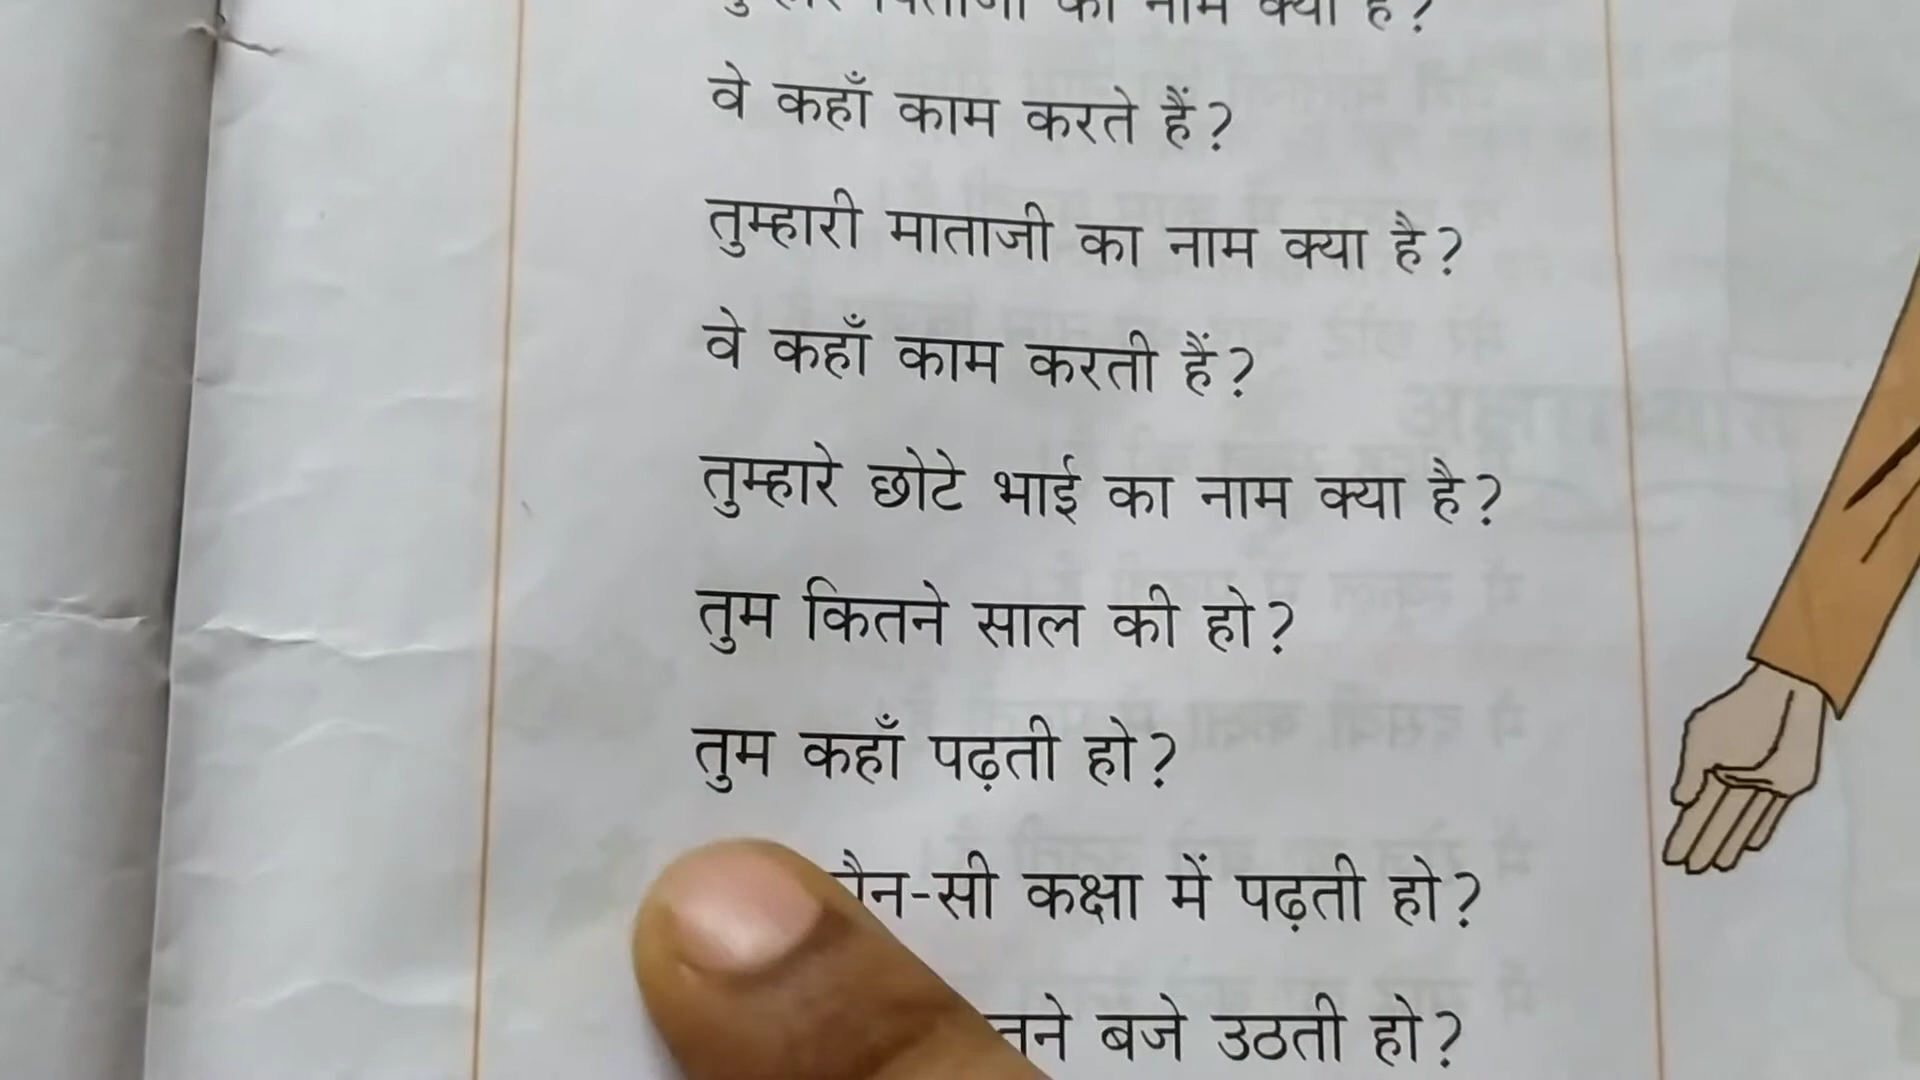 का नाम क्या है?
वे कहाँ काम करते हैं?
तुम्हारी माताजी का नाम क्या है?
वे कहाँ काम करती हैं?
तुम्हारे छोटे भाई का नाम क्या है?
तुम कितने साल की हो?
तुम कहाँ पढ़ती हो?
कक्षा में पढ़ती हो?
बजे उठती हो?